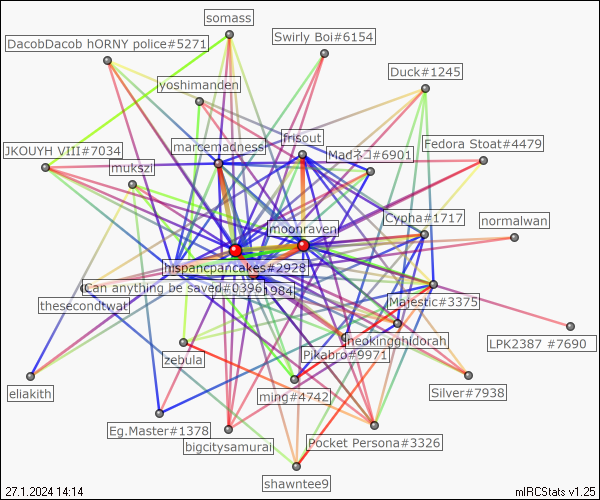 somass
Swirly Boi#6154
DacobDacob hORNY police#5271
Duck#1245
yoshimanden
marcemadness
frisout
Fedora Stoat#4479
JKOUYH VIII#7034
Madネコ#6901
mukszi
Cypha#1717
normalwan
moonraven
hispancpancakes#2928
Can anything be saved#0396
1984
Majestic#3375
thesecondtwat
neokingghidorah
LPK2387 #7690
Pikabro#9971
zebula
eliakith
ming#4742
Silver#7938
Eg.Master#1378
bigcitysamurai
Pocket Persona#3326
shawntee9
27.1.2024 14:14
mIRCStats v1.25